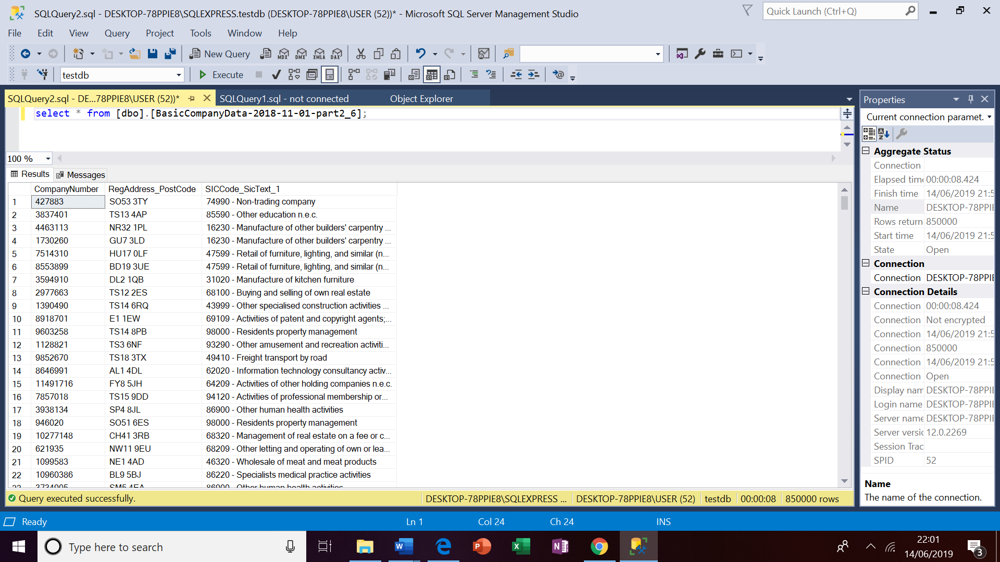 SQLQuery2.sql - DESKTOP-78PPIE8\SQLEXPRESS.testdb (DESKTOP-78PPIE8\USER (52))* - Microsoft SQL Server Management Studio
Quick Launch (Ctrl+Q)
File Edit View Query Project Tools Window Help
New Query MDX DMX XMLA DAX
testdb Execute
SQLQuery2.sql - DE...78PPIE8\USER (52))* SQLQuery1.sql - not connected Object Explorer
select * from [dbo].[BasicCompanyData-2018-11-01-part2_6];
100 %
Results Messages
CompanyNumber RegAddress_PostCode SICCode_SicText_1
1 427883 SO53 3TY 74990 - Non-trading company
2 3837401 TS13 4AP 85590 - Other education n.e.c.
3 4463113 NR32 1PL 16230 - Manufacture of other builders' carpentry ...
4 1730260 GU7 3LD 16230 - Manufacture of other builders' carpentry ...
5 7514310 HU17 0LF 47599 - Retail of furniture, lighting, and similar (n...
6 8553899 BD19 3UE 47599 - Retail of furniture, lighting, and similar (n...
7 3594910 DL2 1QB 31020 - Manufacture of kitchen furniture
8 2977663 TS12 2ES 68100 - Buying and selling of own real estate
9 1390490 TS14 6RQ 43999 - Other specialised construction activities ...
10 8918701 E1 1EW 69109 - Activities of patent and copyright agents;...
11 9603258 TS14 8PB 98000 - Residents property management
12 1128821 TS3 6NF 93290 - Other amusement and recreation activiti...
13 9852670 TS18 3TX 49410 - Freight transport by road
14 8646991 AL1 4DL 62020 - Information technology consultancy activ...
15 11491716 FY8 5JH 64209 - Activities of other holding companies n.e.c.
16 7857018 TS15 9DD 94120 - Activities of professional membership or...
17 3938134 SP4 8JL 86900 - Other human health activities
18 946020 SO51 6ES 98000 - Residents property management
19 10277148 CH41 3RB 68320 - Management of real estate on a fee or c...
20 621935 NW11 9EU 68209 - Other letting and operating of own or lea...
21 1099583 NE1 4AD 46320 - Wholesale of meat and meat products
22 10960386 BL9 5BJ 86220 - Specialists medical practice activities
23 3734905 SM5 4EA 86900 - Other human health activities
Query executed successfully. DESKTOP-78PPIE8\SQLEXPRESS ... DESKTOP-78PPIE8\USER (52) testdb 00:00:08 850000 rows
Properties
Current connection paramet.
Aggregate Status
Connection
Elapsed time 00:00:08.424
Finish time 14/06/2019 21:5
Name DESKTOP-78PPIE
Rows return 850000
Start time 14/06/2019 21:5
State Open
Connection
Connection DESKTOP-78PPIE
Connection Details
Connection 00:00:08.424
Connection Not encrypted
Connection 14/06/2019 21:5
Connection 850000
Connection 14/06/2019 21:5
Connection Open
Display nam DESKTOP-78PPIE
Login name DESKTOP-78PPIE
Server name DESKTOP-78PPIE
Server versic 12.0.2269
Session Trac
SPID 52
Name
The name of the connection.
Ready Ln 1 Col 24 Ch 24 INS
Type here to search
22:01
14/06/2019
3